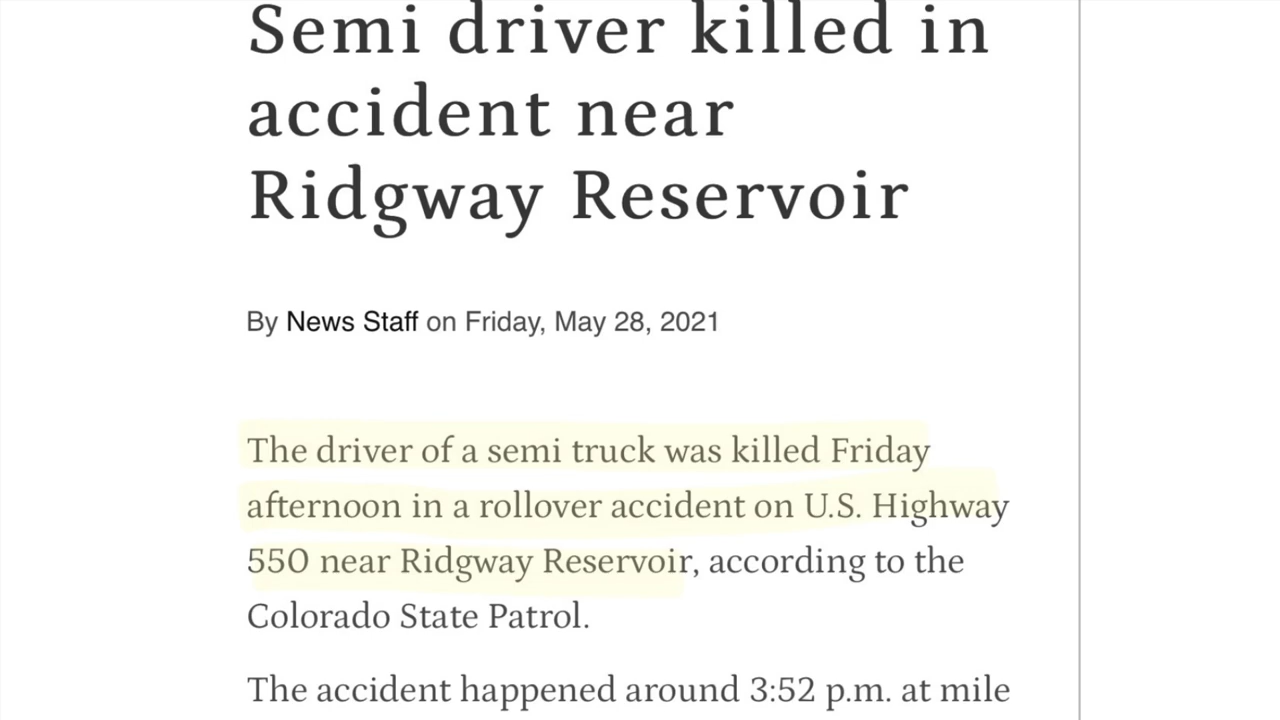 Semi driver killed in
accident near
Ridgway Reservoir
By News Staff on Friday, May 28, 2021
The driver of a semi truck was killed Friday
afternoon in a rollover accident on U.S. Highway
550 near Ridgway Reservoir, according to the
Colorado State Patrol.
The accident happened around 3:52 p.m. at mile